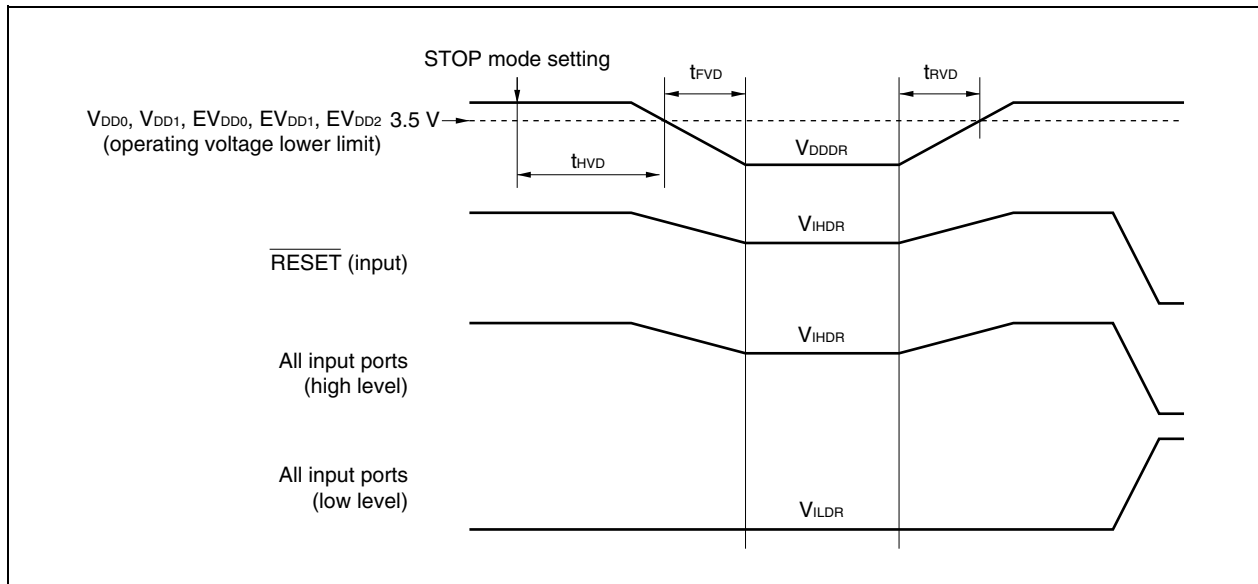 STOP mode setting
tFVD
tRVD
VDD0, VDD1, EVDD0, EVDD1, EVDD2 3.5 V
(operating voltage lower limit)
VDDDR
tHVD
VIHDR
RESET (input)
VIHDR
All input ports
(high level)
All input ports
(low level)
VILDR